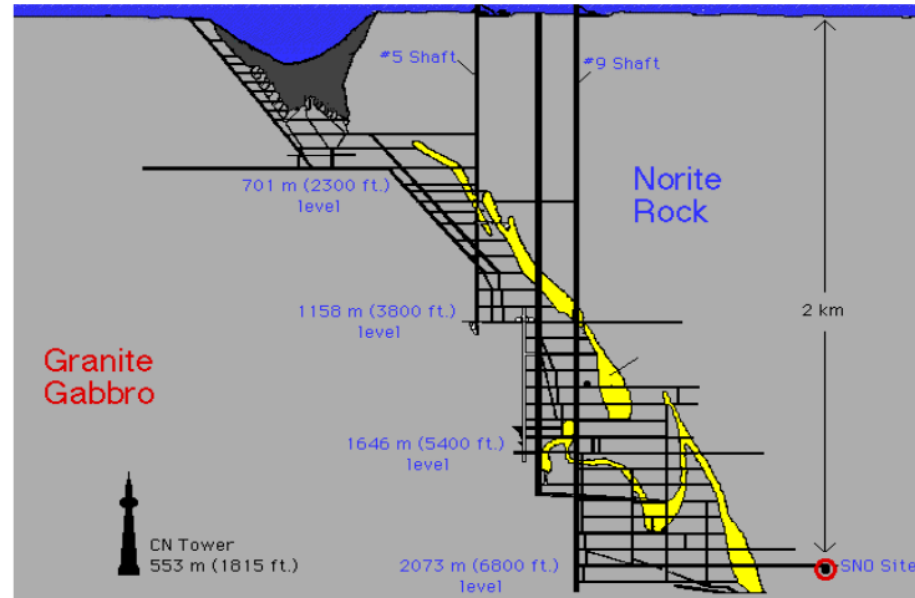 #5 Shaft
#9 Shaft
701 m (2300 ft.)
level
Norite
Rock
1158 m (3800 ft.)
level
2 km
Granite
Gabbro
1646 m (5400 ft.)
level
CN Tower
553 m (1815 ft.)
2073 m (6800 ft.)
level
SNO Site